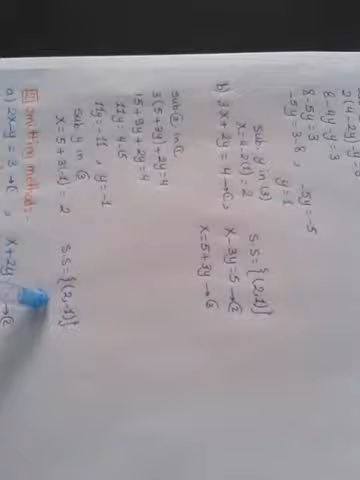 2(4-2y)-y=3
8-4y-y=3
8-5y=3
-5y=3-8, -5y=-5
y=1
Sub y in (3)
x=4-2(1)=2
S.S={(2,1)}
b) 3x+2y=4→①, x-3y=5→②
x=5+3y→③
Sub ③ in ①
3(5+3y)+2y=4
15+9y+2y=4
11y=4-15
11y=-11, y=-1
Sub y in ③
x=5+3(-1)=2
S.S={(2,-1)}
method:-
a) 2x-y=3→①, x+2y →②